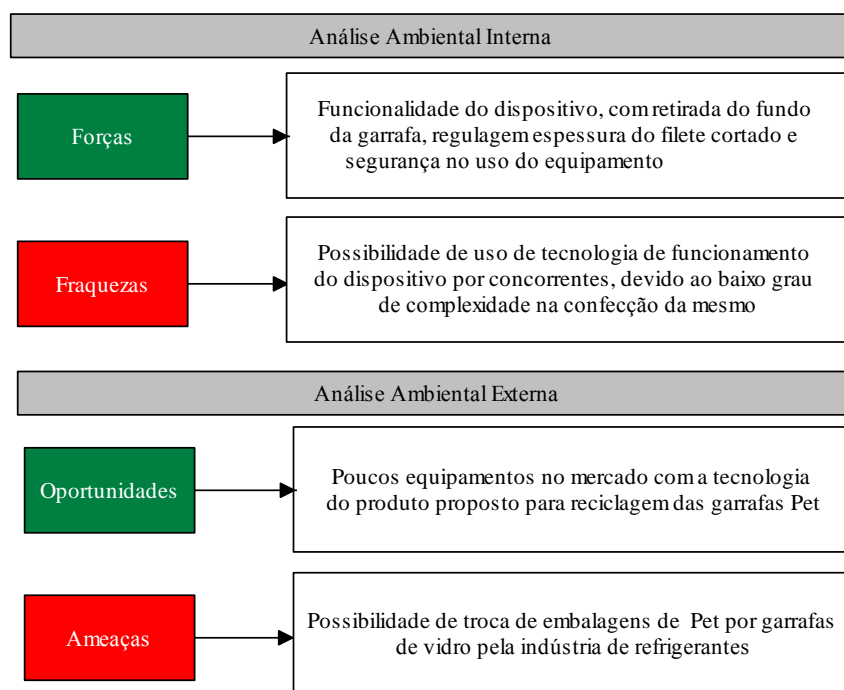 Análise Ambiental Interna
Forças
Funcionalidade do dispositivo, com retirada do fundo
da garrafa, regulagem espessura do filete cortado e
segurança no uso do equipamento
Fraquezas
Possibilidade de uso de tecnologia de funcionamento
do dispositivo por concorrentes, devido ao baixo grau
de complexidade na confecção da mesmo
Análise Ambiental Externa
Oportunidades
Poucos equipamentos no mercado com a tecnologia
do produto proposto para reciclagem das garrafas Pet
Ameaças
Possibilidade de troca de embalagens de Pet por garrafas
de vidro pela indústria de refrigerantes